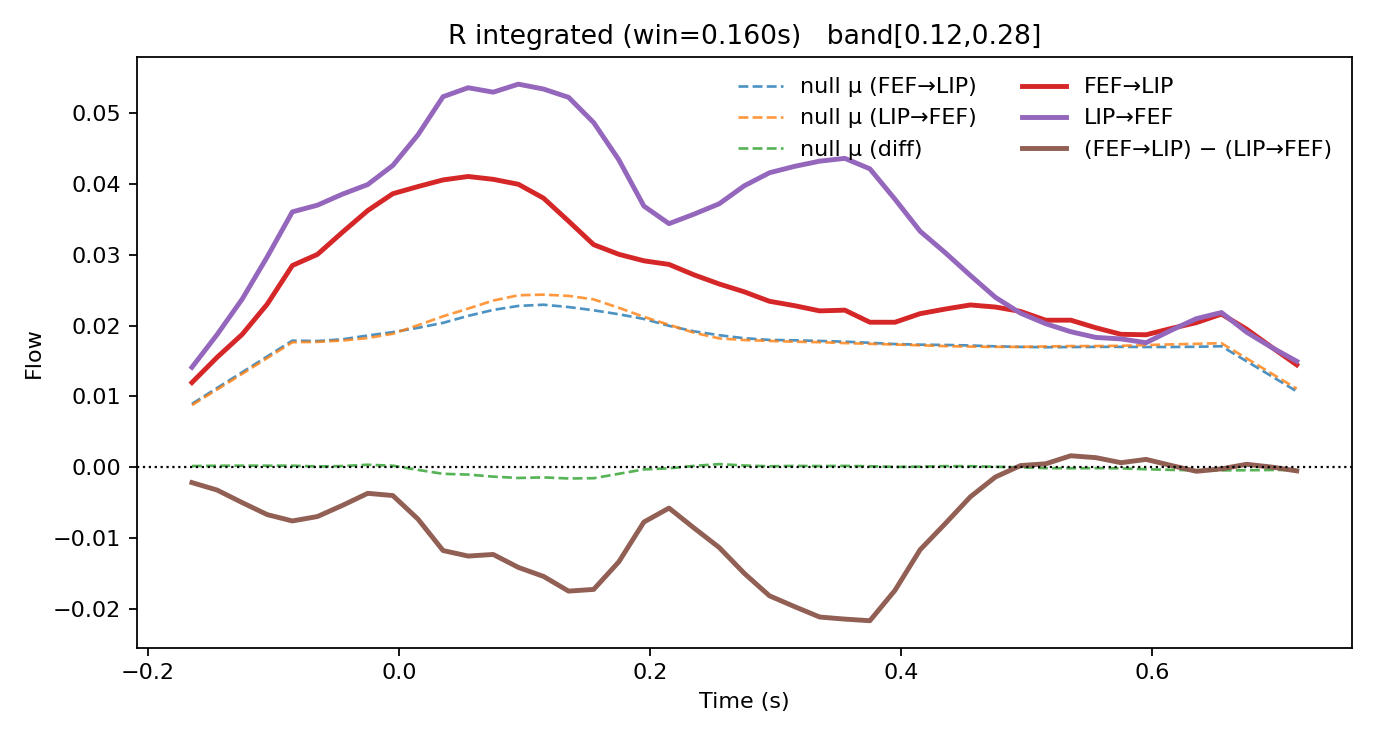 R integrated (win=0.160s)   band[0.12,0.28]
null μ (FEF→LIP)
null μ (LIP→FEF)
null μ (diff)
FEF→LIP
LIP→FEF
(FEF→LIP) − (LIP→FEF)
Flow
0.05
0.04
0.03
0.02
0.01
0.00
−0.01
−0.02
−0.2 0.0 0.2 0.4 0.6
Time (s)